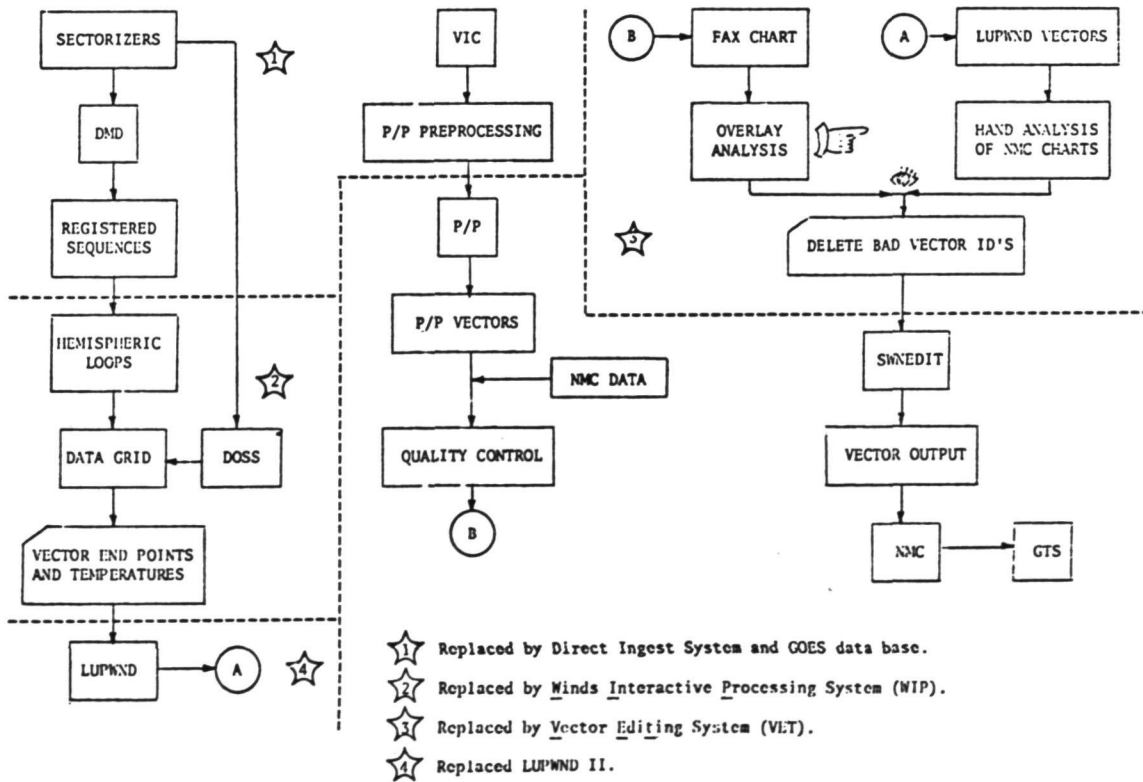 SECTORIZERS
1
DMD
REGISTERED
SEQUENCES
HEMISPHERIC
LOOPS
2
DATA GRID
DOSS
VECTOR END POINTS
AND TEMPERATURES
LUPWND
A
4
VIC
P/P PREPROCESSING
P/P
P/P VECTORS
NMC DATA
QUALITY CONTROL
B
B
FAX CHART
A
LUPWND VECTORS
OVERLAY
ANALYSIS
HAND ANALYSIS
OF NMC CHARTS
3
DELETE BAD VECTOR ID'S
SWNEDIT
VECTOR OUTPUT
NMC
GTS
1 Replaced by Direct Ingest System and GOES data base.
2 Replaced by Winds Interactive Processing System (WIP).
3 Replaced by Vector Editing System (VET).
4 Replaced LUPWND II.